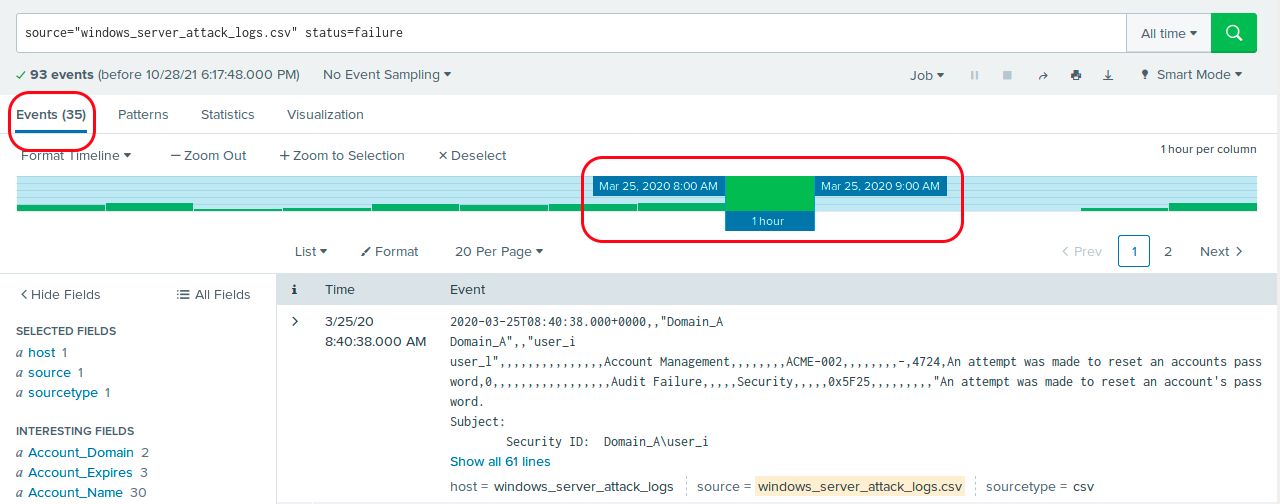 source="windows_server_attack_logs.csv" status=failure
All time
93 events (before 10/28/21 6:17:48.000 PM)
No Event Sampling
Job
Smart Mode
Events (35)
Patterns
Statistics
Visualization
Format Timeline
− Zoom Out
+ Zoom to Selection
× Deselect
1 hour per column
Mar 25, 2020 8:00 AM
Mar 25, 2020 9:00 AM
1 hour
List
Format
20 Per Page
< Prev
1
2
Next >
< Hide Fields
All Fields
i
Time
Event
SELECTED FIELDS
a host 1
a source 1
a sourcetype 1
INTERESTING FIELDS
a Account_Domain 2
a Account_Expires 3
a Account_Name 30
>
3/25/20
8:40:38.000 AM
2020-03-25T08:40:38.000+0000,,"Domain_A
Domain_A",,"user_i
user_l",,,,,,,,,,,,,,,Account Management,,,,,,,,ACME-002,,,,,,,,-,4724,An attempt was made to reset an accounts pass
word,0,,,,,,,,,,,,,,,,,Audit Failure,,,,,Security,,,,,0x5F25,,,,,,,,,"An attempt was made to reset an account's pass
word.
Subject:
Security ID: Domain_A\user_i
Show all 61 lines
host = windows_server_attack_logs
source = windows_server_attack_logs.csv
sourcetype = csv